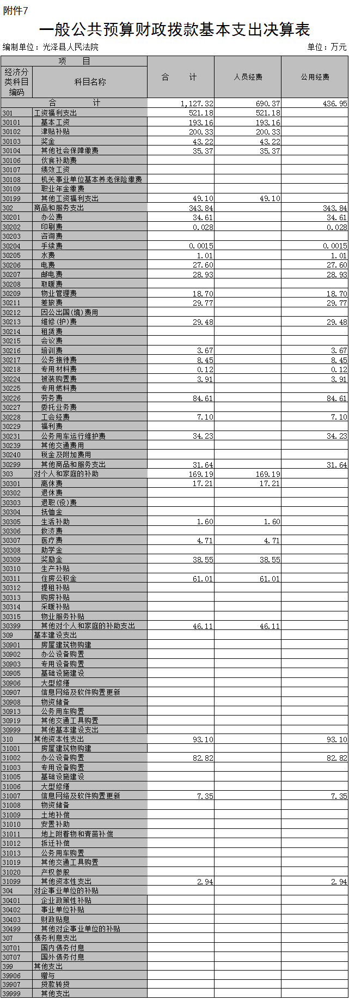 附件7
一般公共预算财政拨款基本支出决算表
编制单位：光泽县人民法院 单位：万元
项 目
经济分类科目编码 科目名称 合 计 人员经费 公用经费
合 计 1,127.32 690.37 436.95
301 工资福利支出 521.18 521.18
30101 基本工资 193.16 193.16
30102 津贴补贴 200.33 200.33
30103 奖金 43.22 43.22
30104 其他社会保障缴费 35.37 35.37
30106 伙食补助费
30107 绩效工资
30108 机关事业单位基本养老保险缴费
30109 职业年金缴费
30199 其他工资福利支出 49.10 49.10
302 商品和服务支出 343.84 343.84
30201 办公费 34.61 34.61
30202 印刷费 0.028 0.028
30203 咨询费
30204 手续费 0.0015 0.0015
30205 水费 1.01 1.01
30206 电费 27.60 27.60
30207 邮电费 28.93 28.93
30208 取暖费
30209 物业管理费 18.70 18.70
30211 差旅费 29.77 29.77
30212 因公出国(境)费用
30213 维修(护)费 29.48 29.48
30214 租赁费
30215 会议费
30216 培训费 3.67 3.67
30217 公务接待费 8.45 8.45
30218 专用材料费 0.12 0.12
30224 被装购置费 3.91 3.91
30225 专用燃料费
30226 劳务费 84.61 84.61
30227 委托业务费
30228 工会经费 7.10 7.10
30229 福利费
30231 公务用车运行维护费 34.23 34.23
30239 其他交通费用
30240 税金及附加费用
30299 其他商品和服务支出 31.64 31.64
303 对个人和家庭的补助 169.19 169.19
30301 离休费 17.21 17.21
30302 退休费
30303 退职(役)费
30304 抚恤金
30305 生活补助 1.60 1.60
30306 救济费
30307 医疗费 4.71 4.71
30308 助学金
30309 奖励金 38.55 38.55
30310 生产补贴
30311 住房公积金 61.01 61.01
30312 提租补贴
30313 购房补贴
30314 采暖补贴
30315 物业服务补贴
30399 其他对个人和家庭的补助支出 46.11 46.11
309 基本建设支出
30901 房屋建筑物购建
30902 办公设备购置
30903 专用设备购置
30905 基础设施建设
30906 大型修缮
30907 信息网络及软件购置更新
30908 物资储备
30913 公务用车购置
30919 其他交通工具购置
30999 其他基本建设支出
310 其他资本性支出 93.10 93.10
31001 房屋建筑物购建
31002 办公设备购置 82.82 82.82
31003 专用设备购置
31005 基础设施建设
31006 大型修缮
31007 信息网络及软件购置更新 7.35 7.35
31008 物资储备
31009 土地补偿
31010 安置补助
31011 地上附着物和青苗补偿
31012 拆迁补偿
31013 公务用车购置
31019 其他交通工具购置
31020 产权参股
31099 其他资本性支出 2.94 2.94
304 对企事业单位的补贴
30401 企业政策性补贴
30402 事业单位补贴
30403 财政贴息
30499 其他对企事业单位的补贴
307 债务利息支出
30701 国内债务付息
30707 国外债务付息
399 其他支出
39906 赠与
39907 贷款转贷
39999 其他支出